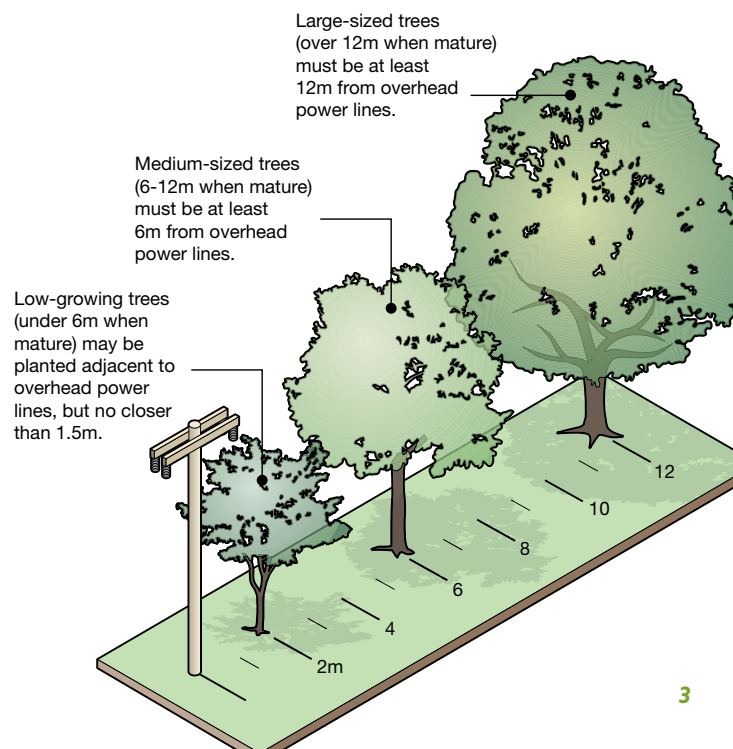 Large-sized trees
(over 12m when mature)
must be at least
12m from overhead
power lines.
Medium-sized trees
(6-12m when mature)
must be at least
6m from overhead
power lines.
Low-growing trees
(under 6m when
mature) may be
planted adjacent to
overhead power
lines, but no closer
than 1.5m.
12
10
8
6
4
2m
3